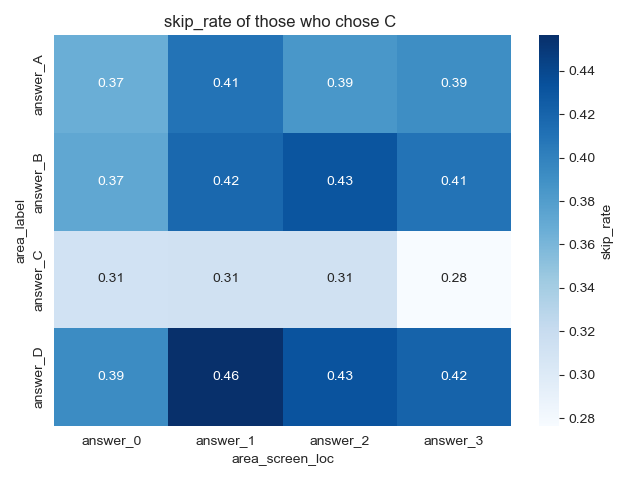 skip_rate of those who chose C
area_label
answer_A
0.37 0.41 0.39 0.39
answer_B
0.37 0.42 0.43 0.41
answer_C
0.31 0.31 0.31 0.28
answer_D
0.39 0.46 0.43 0.42
answer_0 answer_1 answer_2 answer_3
area_screen_loc
0.44
0.42
0.40
0.38
0.36
0.34
0.32
0.30
0.28
skip_rate